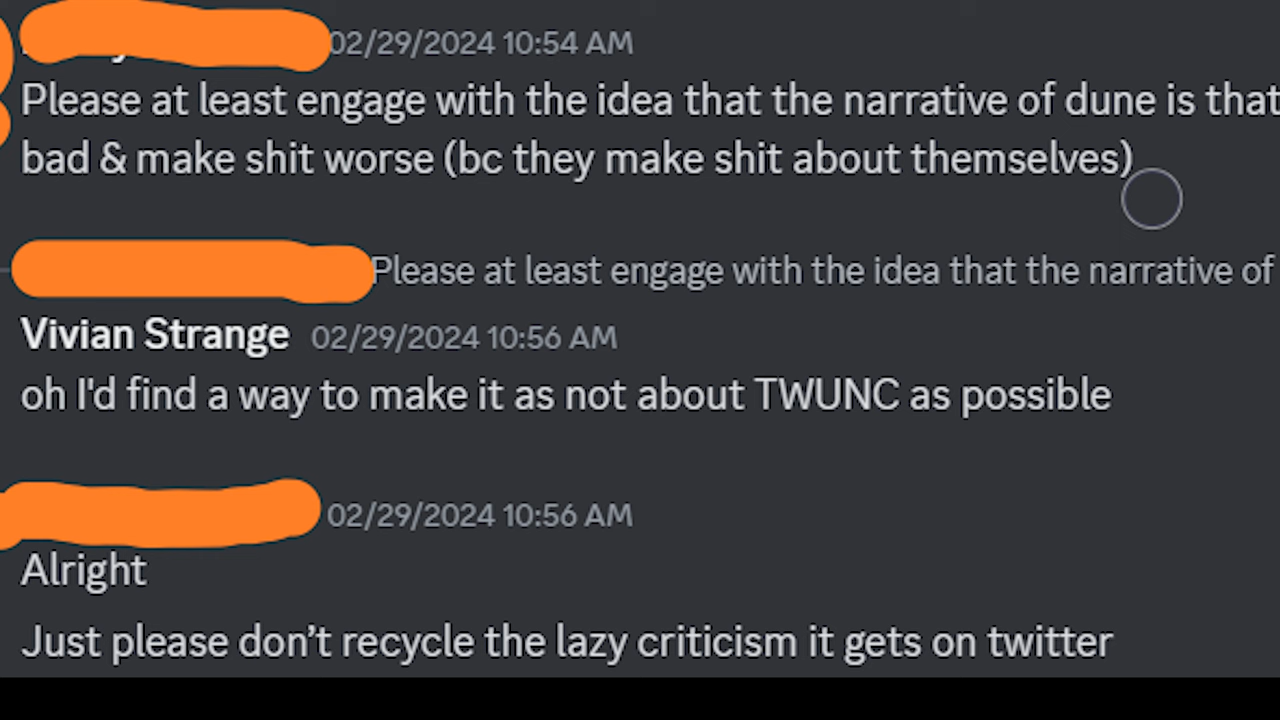 02/29/2024 10:54 AM
Please at least engage with the idea that the narrative of dune is that
bad & make shit worse (bc they make shit about themselves)
Please at least engage with the idea that the narrative of
Vivian Strange 02/29/2024 10:56 AM
oh I'd find a way to make it as not about TWUNC as possible
02/29/2024 10:56 AM
Alright
Just please don’t recycle the lazy criticism it gets on twitter